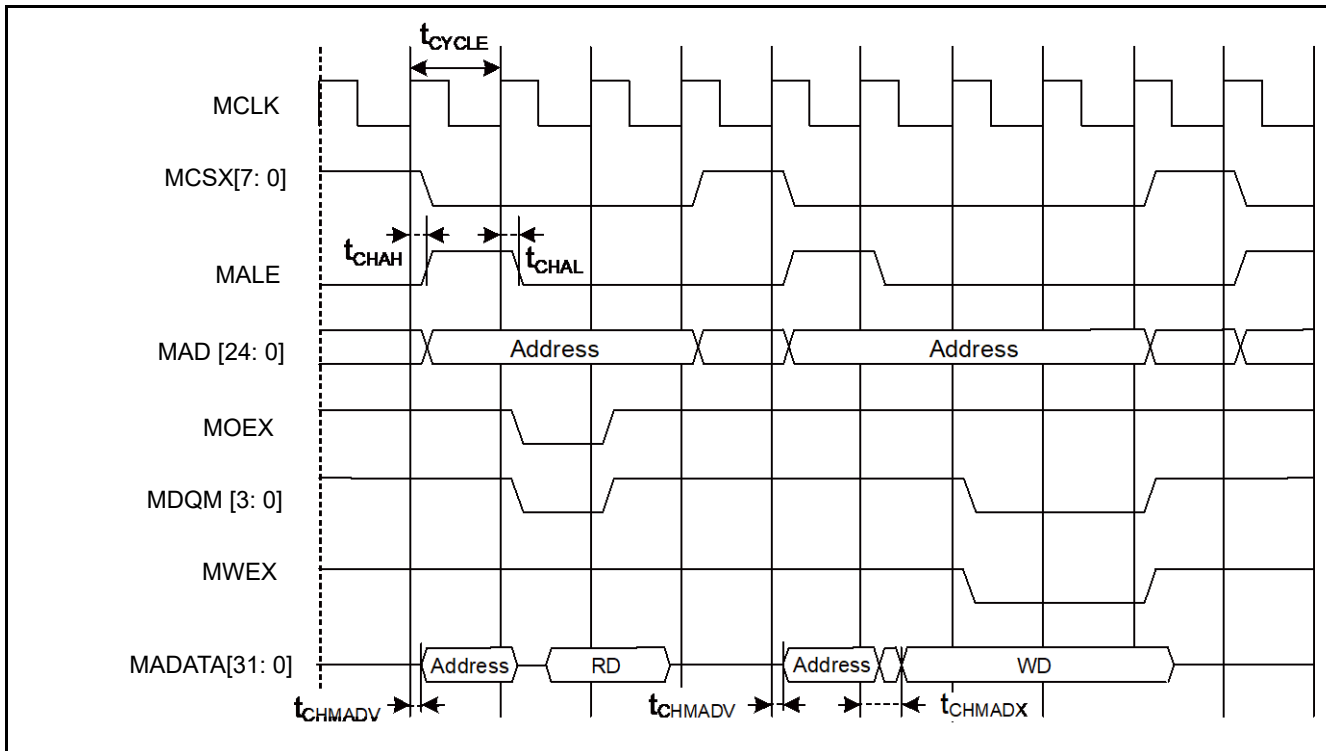 tCYCLE
MCLK
MCSX[7: 0]
tCHAH
tCHAL
MALE
MAD [24: 0]
Address
Address
MOEX
MDQM [3: 0]
MWEX
MADATA[31: 0]
Address
RD
Address
WD
tCHMADV
tCHMADV
tCHMADX